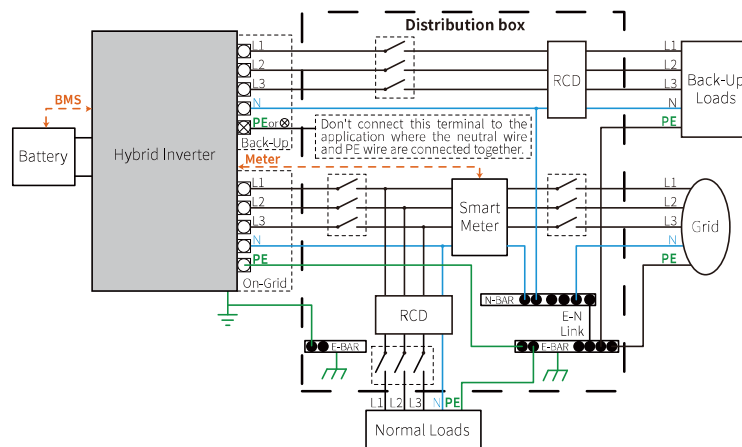 Distribution box
L1
L2
L3
N
PE or ⊗
Back-Up
RCD
L1
L2
L3
N
PE
Back-Up
Loads
BMS
Battery
Hybrid Inverter
Don't connect this terminal to the
application where the neutral wire
and PE wire are connected together.
Meter
L1
L2
L3
N
PE
On-Grid
Smart
Meter
L1
L2
L3
N
PE
Grid
N-BAR
E-N
Link
RCD
E-BAR
E-BAR
L1 L2 L3 N PE
Normal Loads